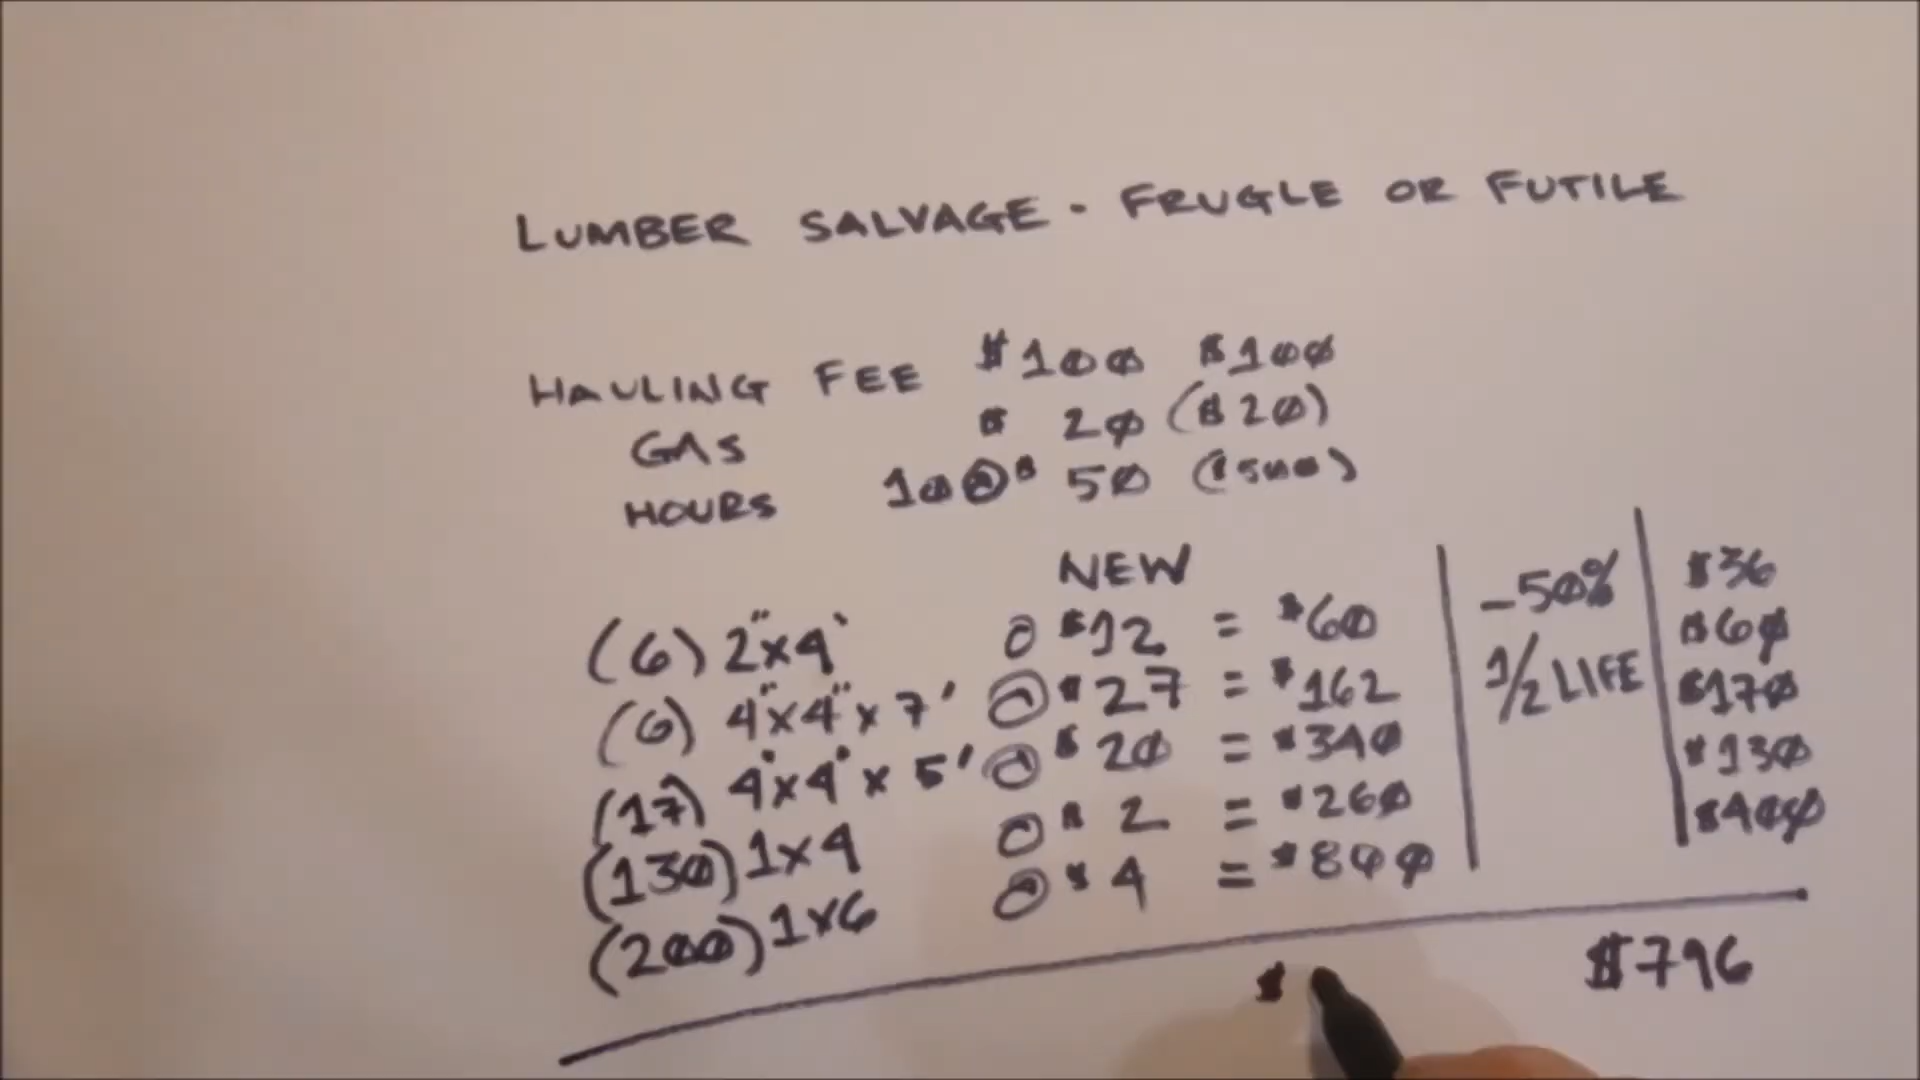 LUMBER SALVAGE - FRUGLE OR FUTILE
HAULING FEE $100 $100
GAS $ 20 ($20)
HOURS 10@$ 50 ($500)
NEW
(6) 2"x4' @ $12 = $60
(6) 4"x4"x7' @ $27 = $162
(17) 4"x4"x5' @ $20 = $340
(130) 1x4 @ $2 = $260
(200) 1x6 @ $4 = $800
-50%
1/2 LIFE
$36
$60
$170
$130
$400
$
$796